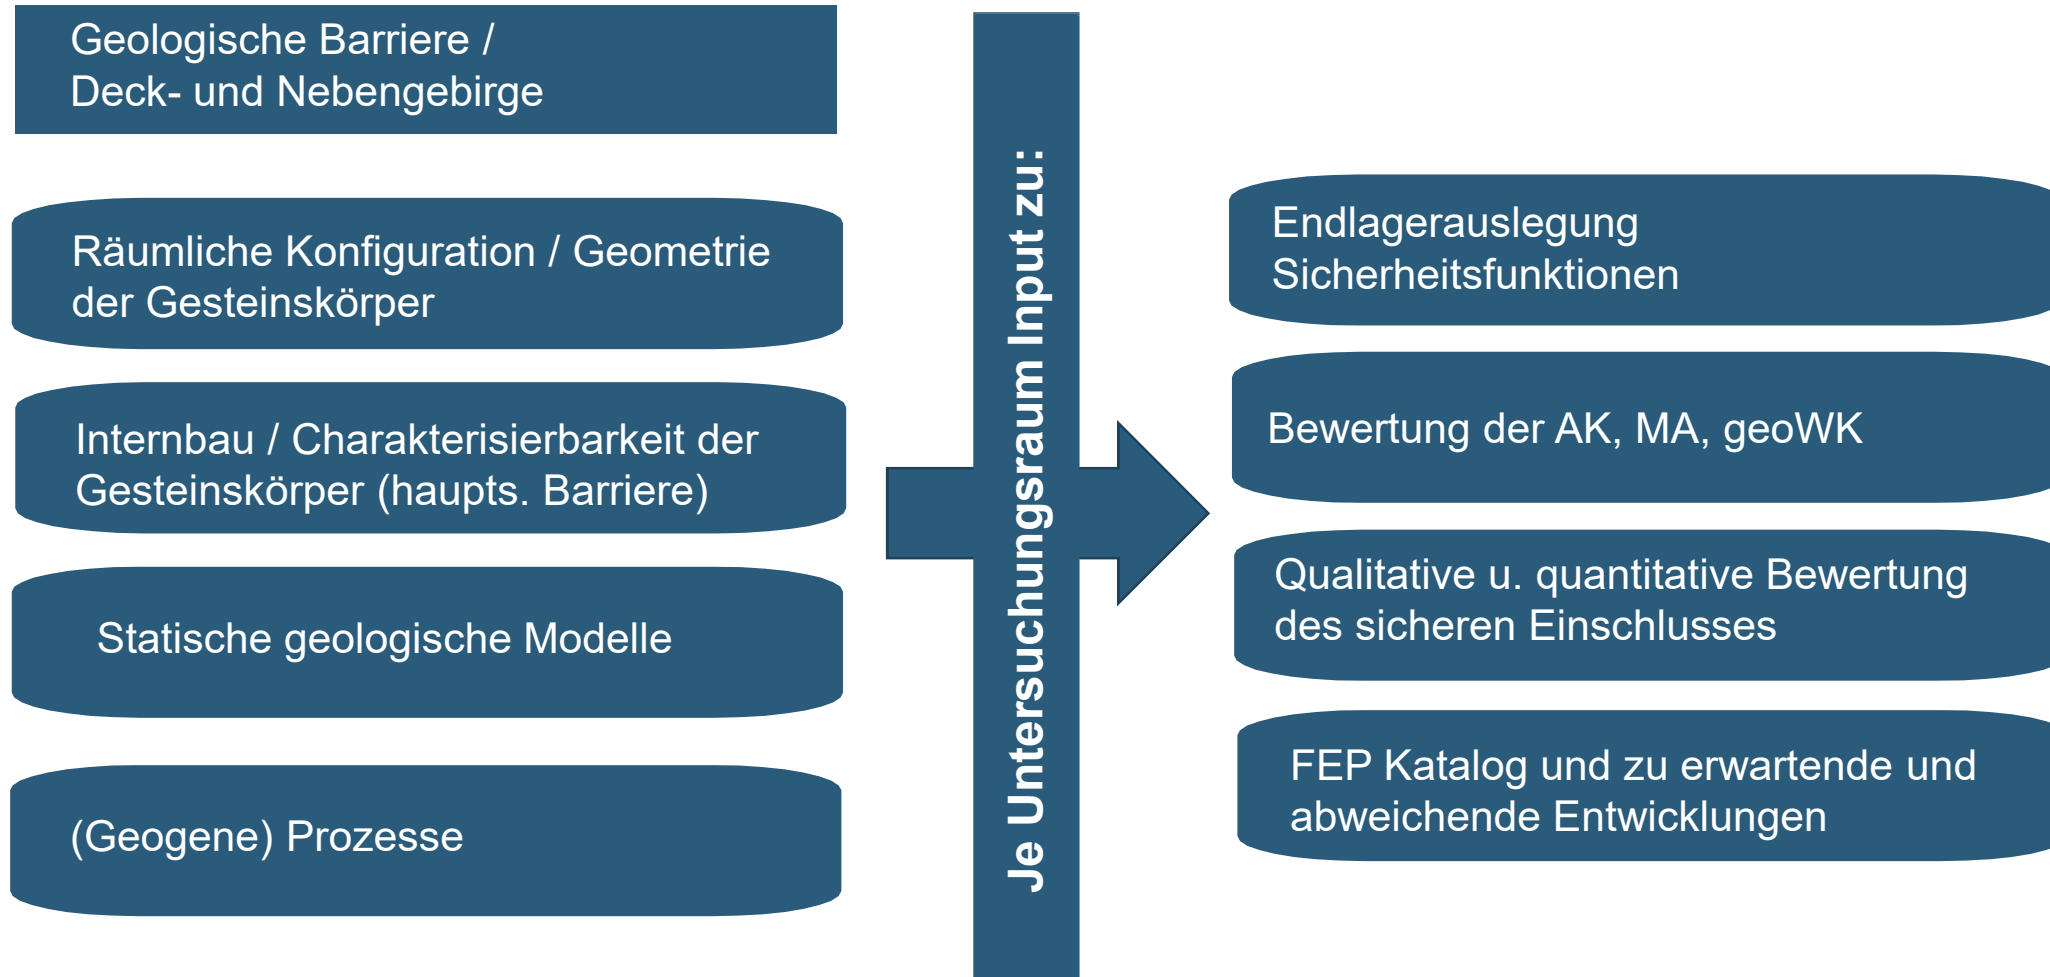 Geologische Barriere /
Deck- und Nebengebirge
Räumliche Konfiguration / Geometrie
der Gesteinskörper
Internbau / Charakterisierbarkeit der
Gesteinskörper (haupts. Barriere)
Statische geologische Modelle
(Geogene) Prozesse
Je Untersuchungsraum Input zu:
Endlagerauslegung
Sicherheitsfunktionen
Bewertung der AK, MA, geoWK
Qualitative u. quantitative Bewertung
des sicheren Einschlusses
FEP Katalog und zu erwartende und
abweichende Entwicklungen